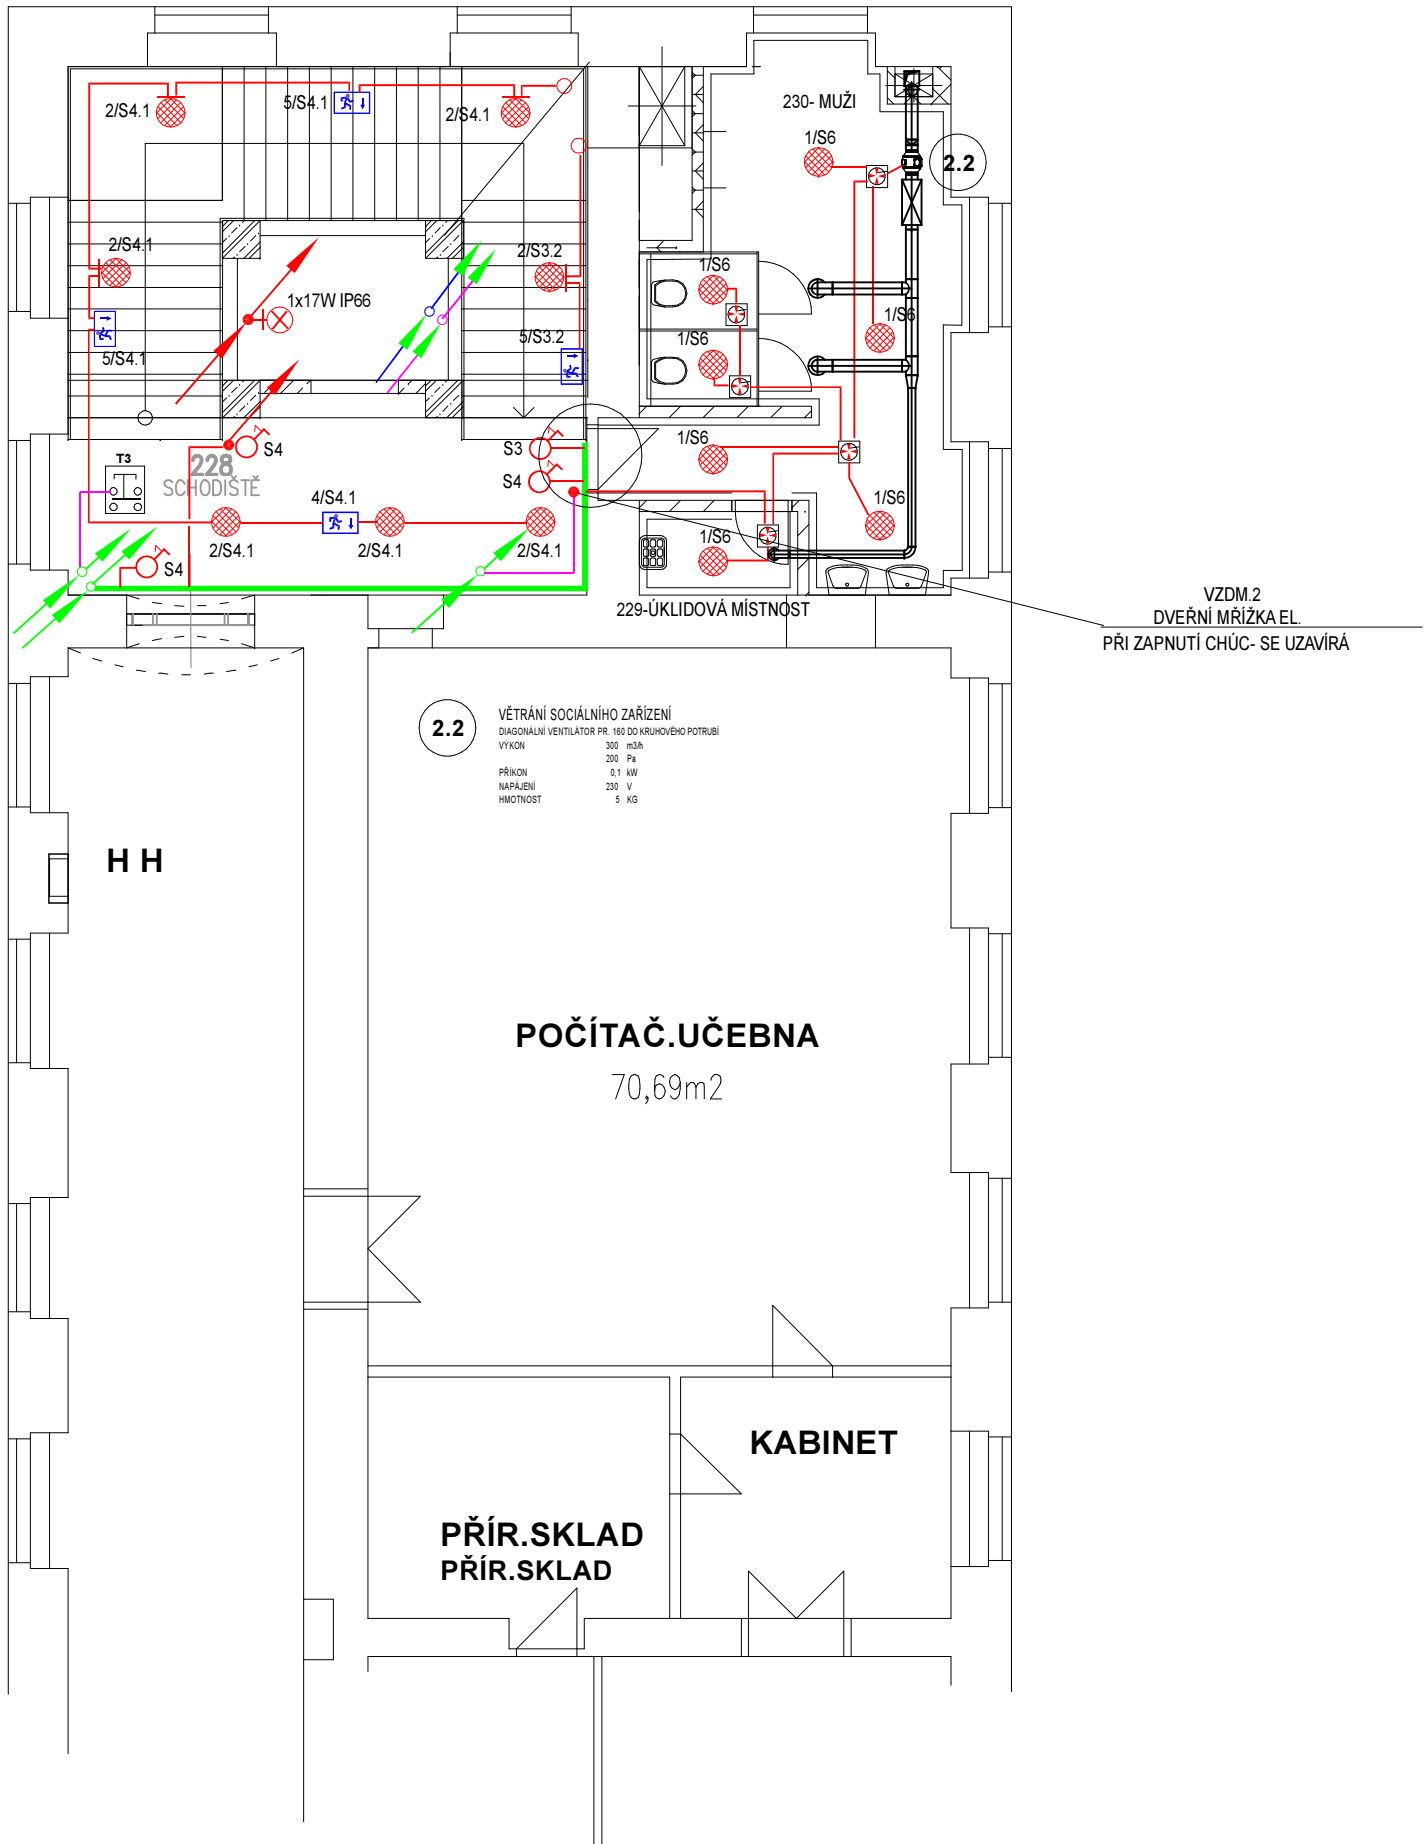 2/S4.1
5/S4.1
2/S4.1
230- MUŽI
1/S6
2.2
2/S4.1
2/S3.2
1/S6
1x17W IP66
1/S6
5/S4.1
5/S3.2
1/S6
S4
S3
1/S6
T3
228
SCHODIŠTĚ
S4
4/S4.1
1/S6
2/S4.1
2/S4.1
2/S4.1
1/S6
S4
229-ÚKLIDOVÁ MÍSTNOST
VZDM.2
DVEŘNÍ MŘÍŽKA EL.
PŘI ZAPNUTÍ CHÚC- SE UZAVÍRÁ
2.2
VĚTRÁNÍ SOCIÁLNÍHO ZAŘÍZENÍ
DIAGONÁLNÍ VENTILÁTOR PR. 160 DO KRUHOVÉHO POTRUBÍ
VÝKON 300 m3/h
200 Pa
PŘÍKON 0,1 kW
NAPÁJENÍ 230 V
HMOTNOST 5 KG
H H
POČÍTAČ.UČEBNA
70,69m2
KABINET
PŘÍR.SKLAD
PŘÍR.SKLAD